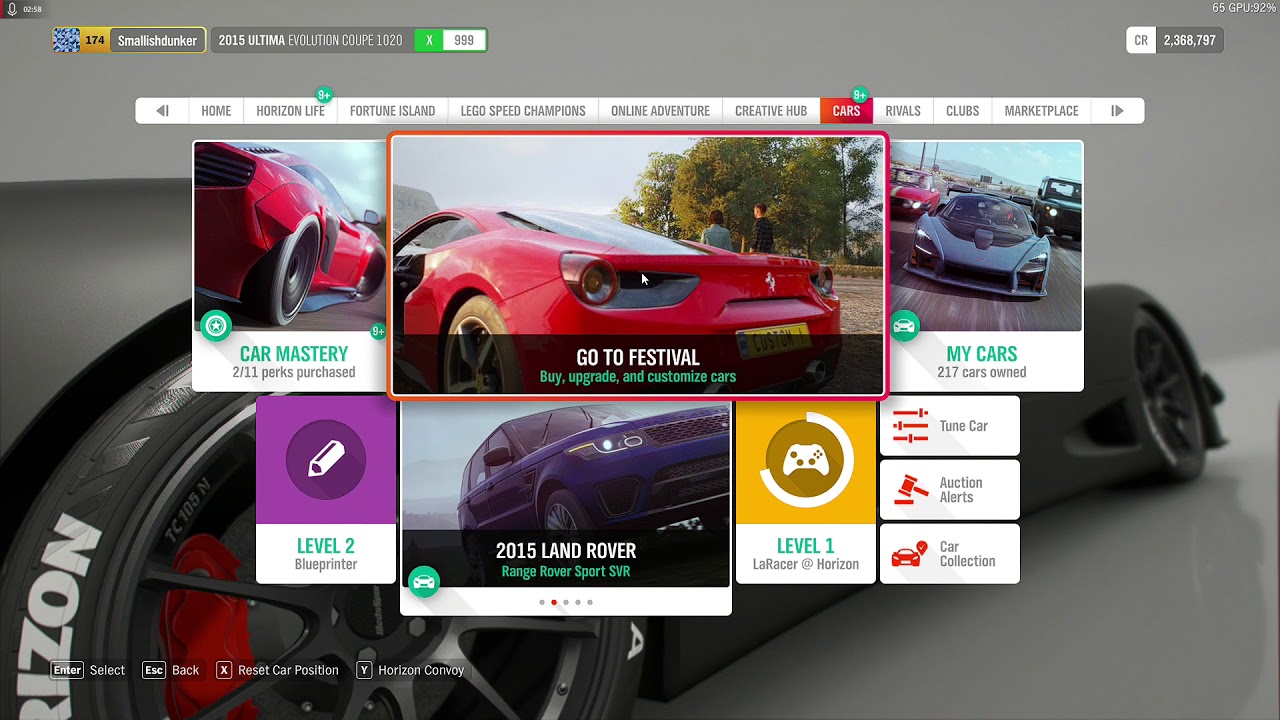 02:58
65 GPU:92%
174 Smallishdunker
2015 ULTIMA EVOLUTION COUPE 1020 X 999
CR 2,368,797
9+
9+
HOME HORIZON LIFE FORTUNE ISLAND LEGO SPEED CHAMPIONS ONLINE ADVENTURE CREATIVE HUB CARS RIVALS CLUBS MARKETPLACE
CUSTOM 1
9+
CAR MASTERY
2/11 perks purchased
GO TO FESTIVAL
Buy, upgrade, and customize cars
MY CARS
217 cars owned
LEVEL 2
Blueprinter
2015 LAND ROVER
Range Rover Sport SVR
LEVEL 1
LaRacer @ Horizon
Tune Car
Auction
Alerts
Car
Collection
TC105 N
RIZON
A
Enter Select Esc Back X Reset Car Position Y Horizon Convoy